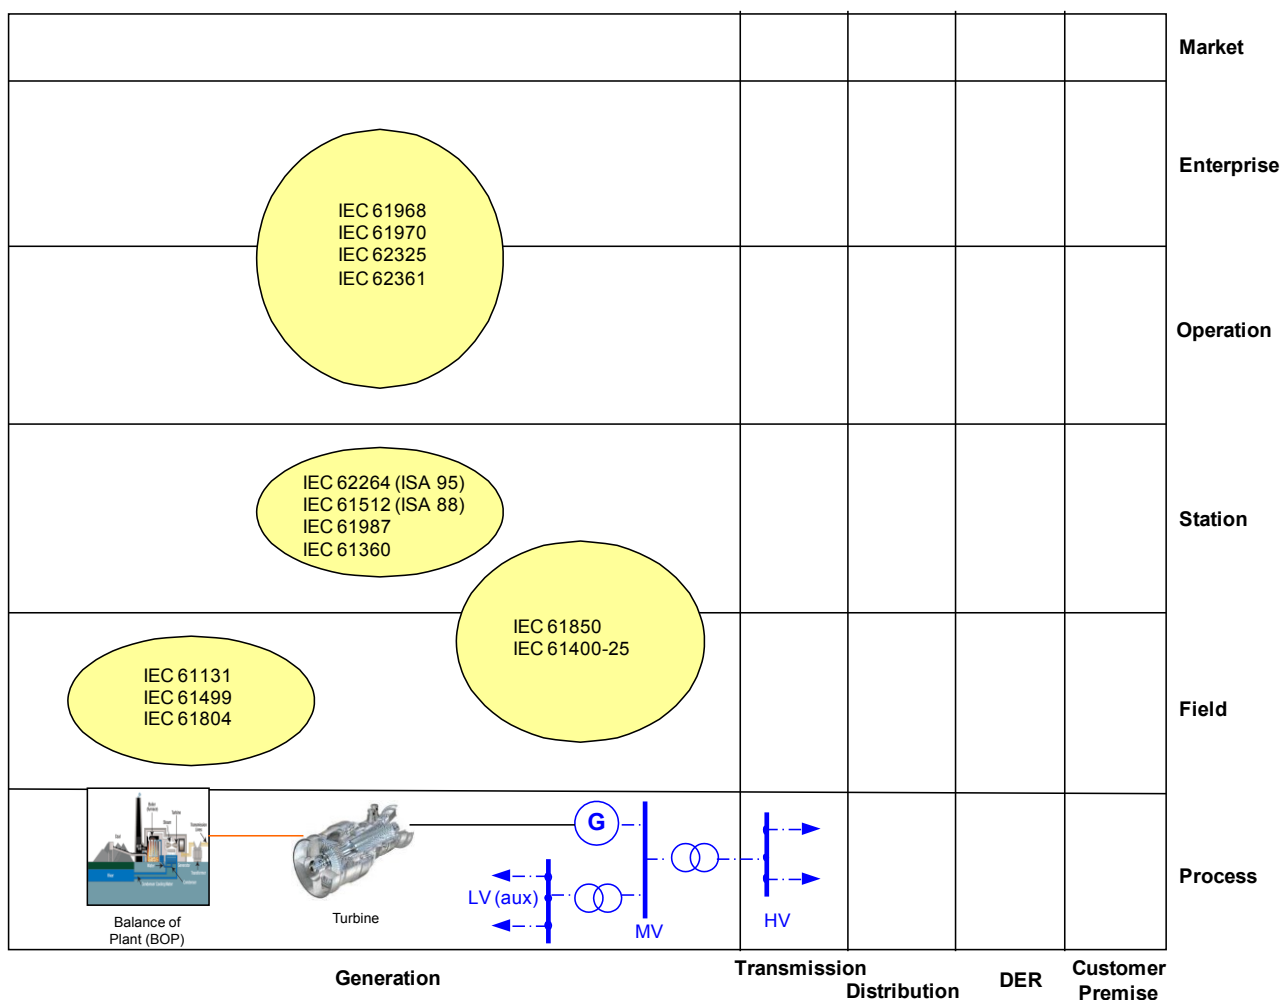 Market
Enterprise
IEC 61968
IEC 61970
IEC 62325
IEC 62361
Operation
IEC 62264 (ISA 95)
IEC 61512 (ISA 88)
IEC 61987
IEC 61360
Station
IEC 61850
IEC 61400-25
IEC 61131
IEC 61499
IEC 61804
Field
G
LV (aux)
MV
HV
Process
Balance of
Plant (BOP)
Turbine
Generation
Transmission
Distribution
DER
Customer
Premise